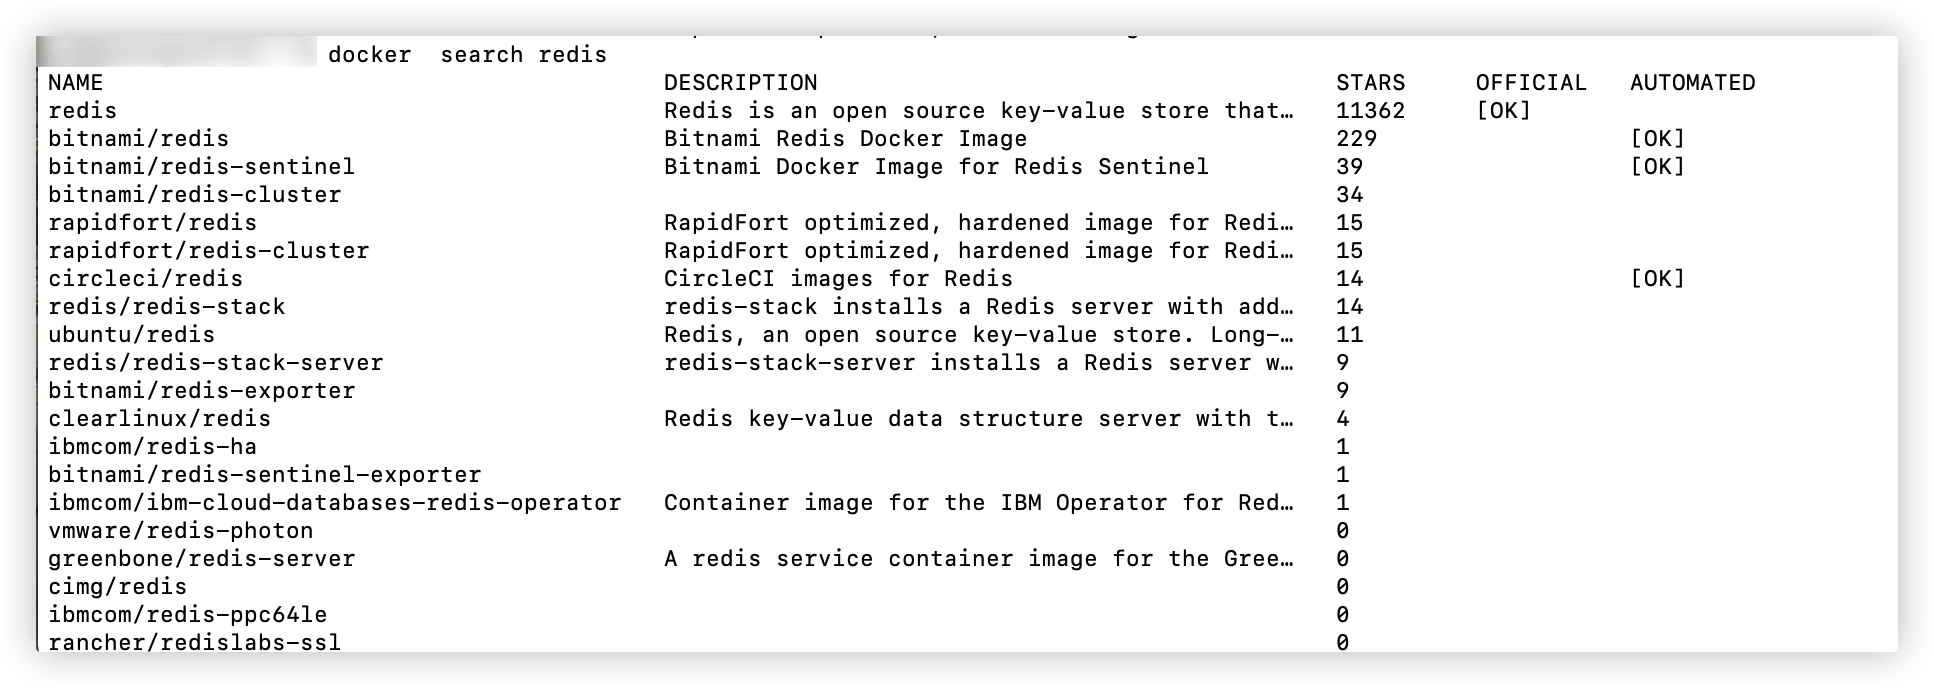 docker  search redis
NAME                                       DESCRIPTION                                      STARS     OFFICIAL   AUTOMATED
redis                                      Redis is an open source key-value store that…    11362     [OK]
bitnami/redis                              Bitnami Redis Docker Image                       229                  [OK]
bitnami/redis-sentinel                     Bitnami Docker Image for Redis Sentinel          39                   [OK]
bitnami/redis-cluster                                                                       34
rapidfort/redis                            RapidFort optimized, hardened image for Redi…    15
rapidfort/redis-cluster                    RapidFort optimized, hardened image for Redi…    15
circleci/redis                             CircleCI images for Redis                        14                   [OK]
redis/redis-stack                          redis-stack installs a Redis server with add…    14
ubuntu/redis                               Redis, an open source key-value store. Long-…    11
redis/redis-stack-server                   redis-stack-server installs a Redis server w…    9
bitnami/redis-exporter                                                                      9
clearlinux/redis                           Redis key-value data structure server with t…    4
ibmcom/redis-ha                                                                             1
bitnami/redis-sentinel-exporter                                                             1
ibmcom/ibm-cloud-databases-redis-operator  Container image for the IBM Operator for Red…    1
vmware/redis-photon                                                                         0
greenbone/redis-server                     A redis service container image for the Gree…    0
cimg/redis                                                                                  0
ibmcom/redis-ppc64le                                                                        0
rancher/redislabs-ssl                                                                       0